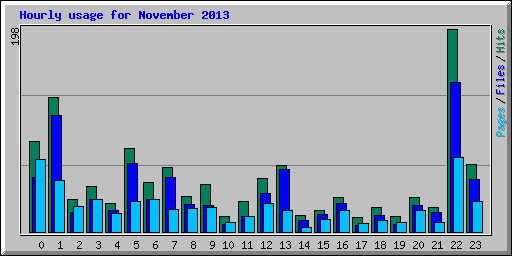 Hourly usage for November 2013
198
Pages / Files / Hits
0 1 2 3 4 5 6 7 8 9 10 11 12 13 14 15 16 17 18 19 20 21 22 23